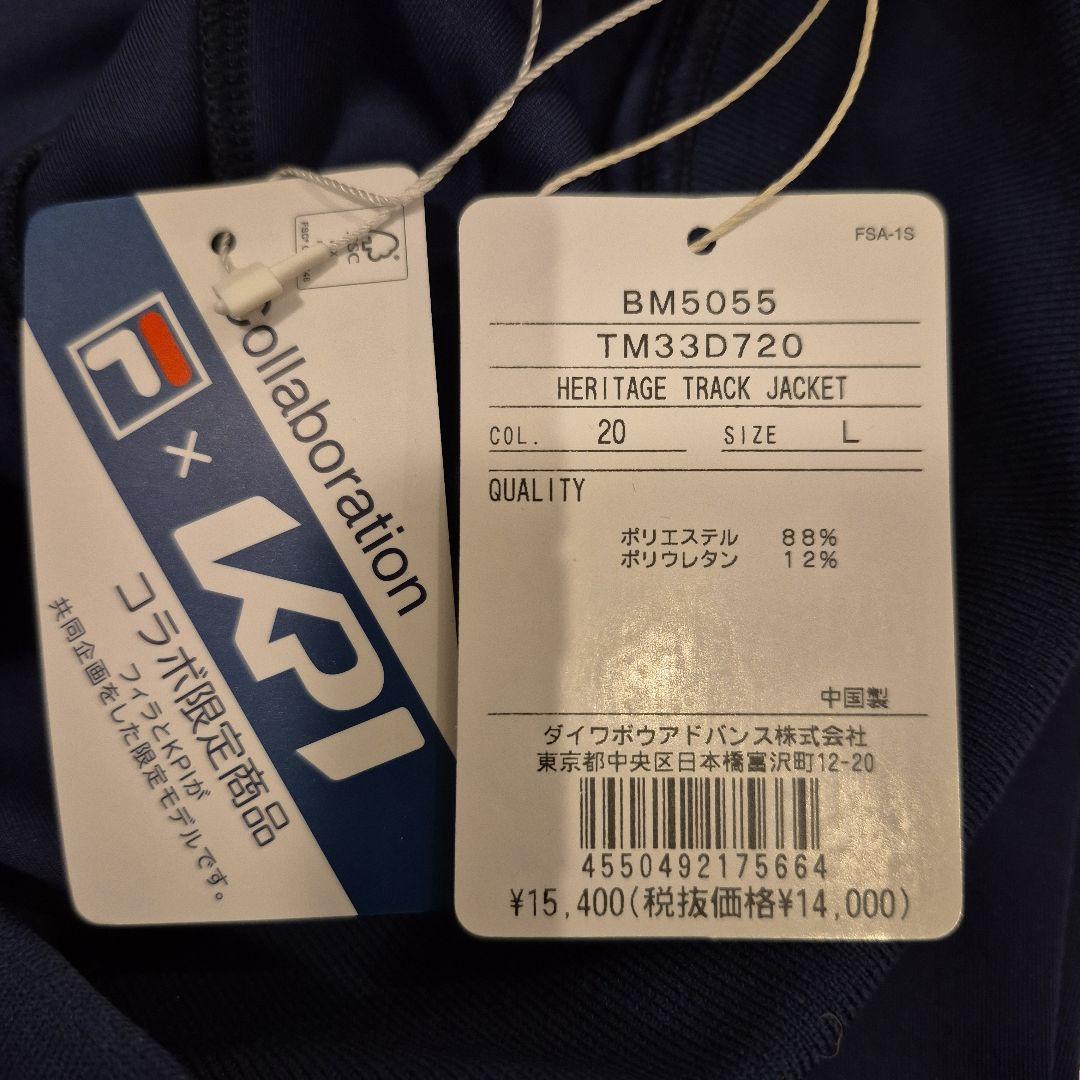 Collaboration
F
×
KPI
コラボ限定商品
フィラとKPIが
共同企画をした限定モデルです。
FSA-1S
BM5055
TM33D720
HERITAGE TRACK JACKET
COL. 20 SIZE L
QUALITY
ポリエステル 88%
ポリウレタン 12%
中国製
ダイワボウアドバンス株式会社
東京都中央区日本橋富沢町12-20
4550492175664
¥15,400(税抜価格¥14,000)